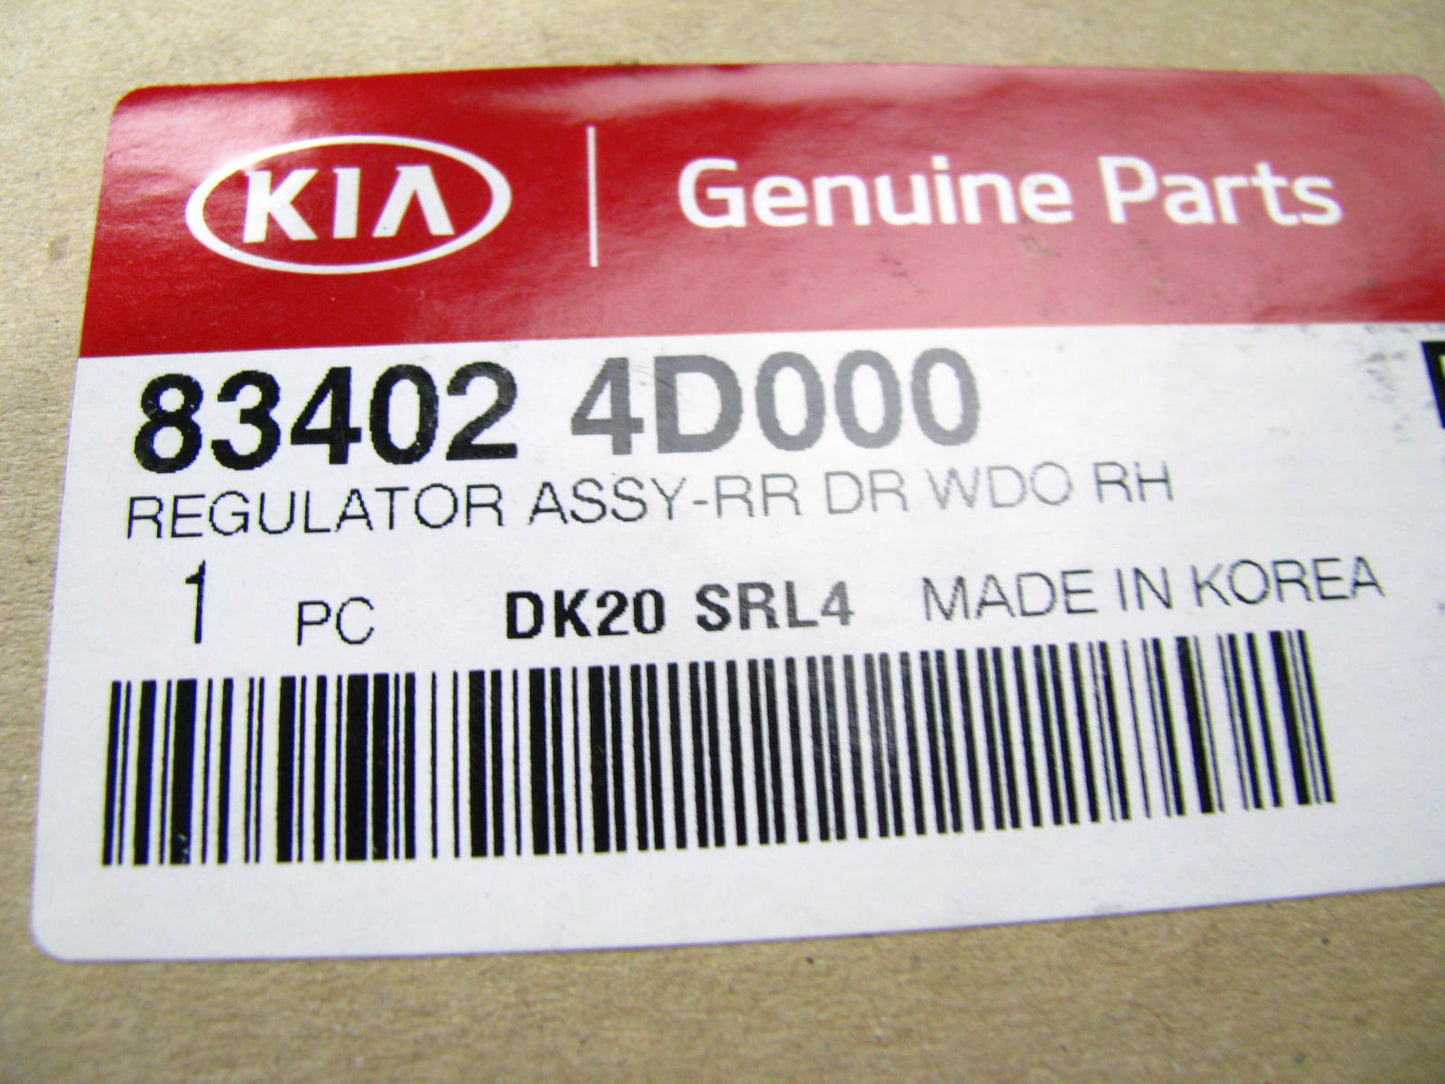 KIA Genuine Parts
83402 4D000
REGULATOR ASSY-RR DR WDO RH
1 PC DK20 SRL4 MADE IN KOREA